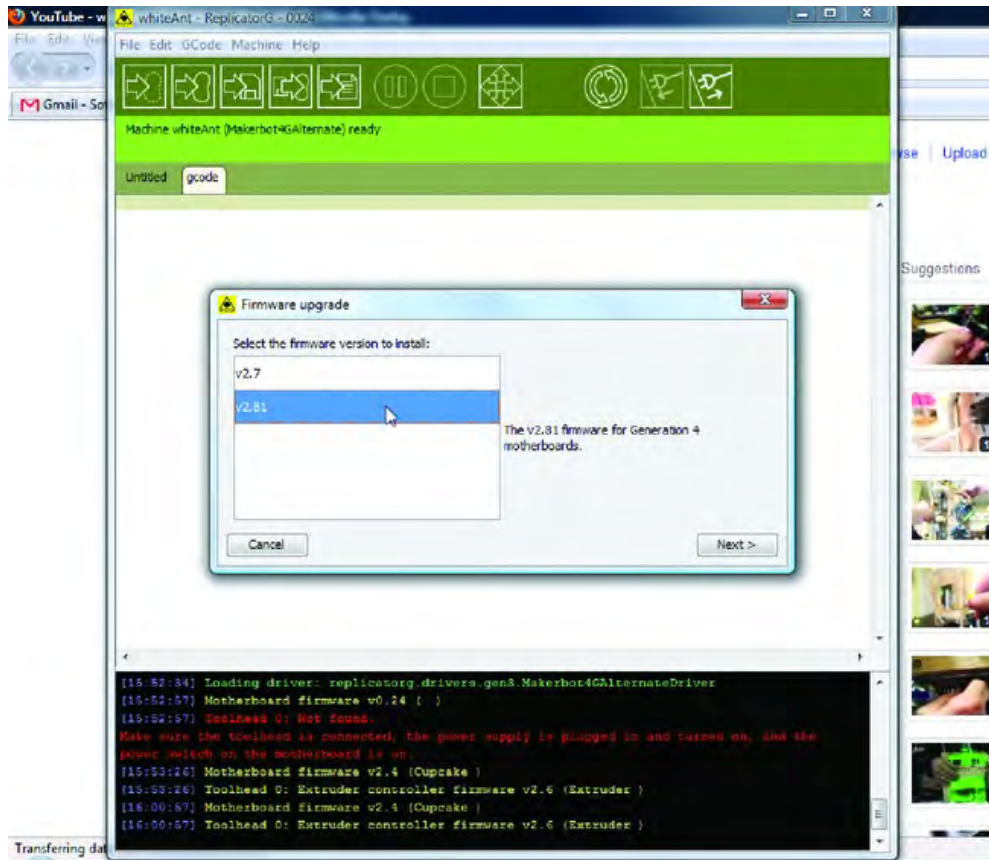 YouTube - w
whiteAnt - ReplicatorG - 0024
File Edit View
File Edit GCode Machine Help
Gmail - So
Machine whiteAnt (Makerbot4GAlternate) ready
Upload
Untitled gcode
Suggestions
Firmware upgrade
Select the firmware version to install:
v2.7
v2.81
The v2.81 firmware for Generation 4
motherboards.
Cancel Next >
[15:52:34] Loading driver: replicatorg.drivers.gen3.Makerbot4GAlternateDriver
[15:52:57] Motherboard firmware v0.24 ( )
[15:52:57] Toolhead 0: Not found.
Make sure the toolhead is connected, the power supply is plugged in and turned on, and the
power switch on the motherboard is on.
[15:53:26] Motherboard firmware v2.4 (Cupcake )
[15:53:26] Toolhead 0: Extruder controller firmware v2.6 (Extruder )
[16:00:57] Motherboard firmware v2.4 (Cupcake )
[16:00:57] Toolhead 0: Extruder controller firmware v2.6 (Extruder )
Transferring dat